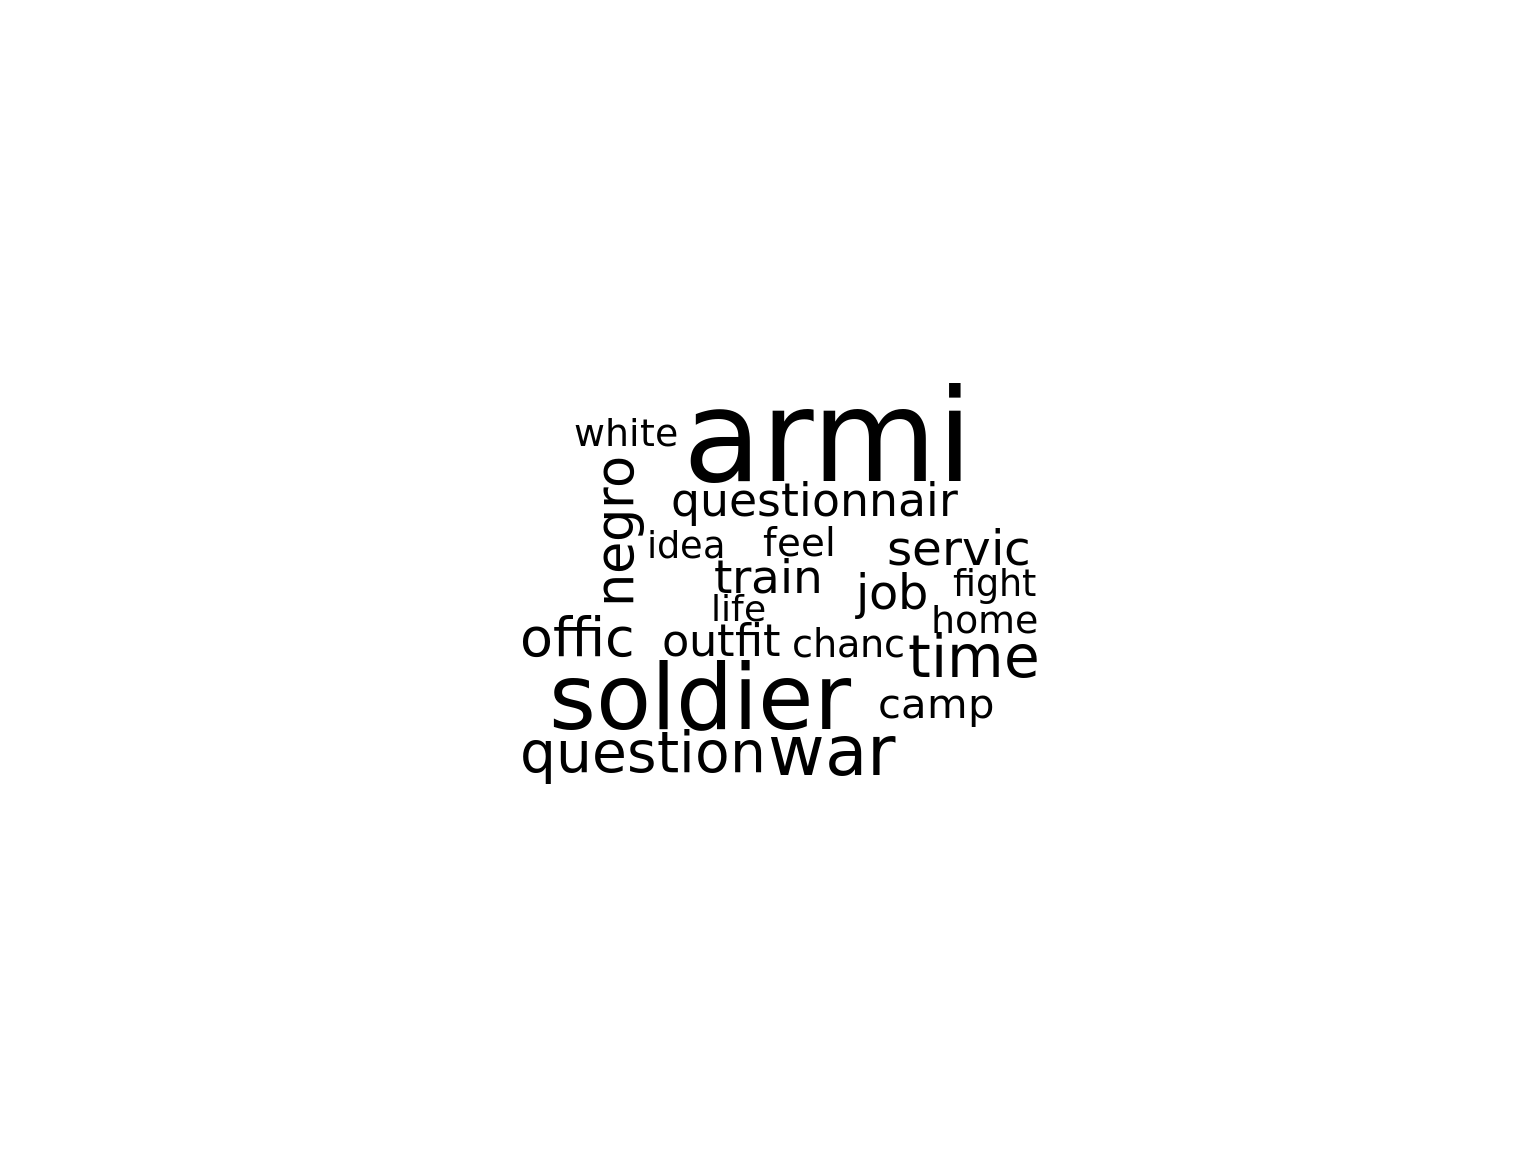 white armi
negro
questionnair
idea feel servic
train job fight
life home
offic outfit chanc time
soldier camp
question war